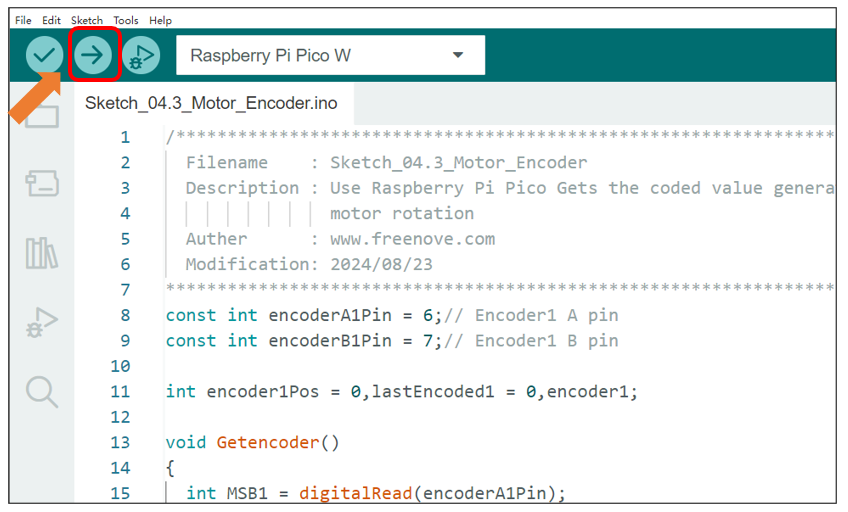 File Edit Sketch Tools Help
Raspberry Pi Pico W
Sketch_04.3_Motor_Encoder.ino
1 /****************************************************************
2 Filename : Sketch_04.3_Motor_Encoder
3 Description : Use Raspberry Pi Pico Gets the coded value genera
4 motor rotation
5 Auther : www.freenove.com
6 Modification: 2024/08/23
7 ****************************************************************
8 const int encoderA1Pin = 6;// Encoder1 A pin
9 const int encoderB1Pin = 7;// Encoder1 B pin
10
11 int encoder1Pos = 0,lastEncoded1 = 0,encoder1;
12
13 void Getencoder()
14 {
15 int MSB1 = digitalRead(encoderA1Pin);